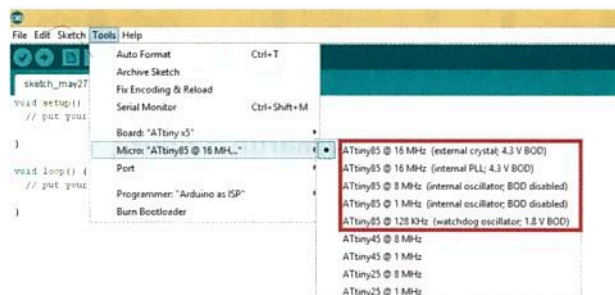 File Edit Sketch Tools Help
sketch_may27
void setup() {
// put your
}
void loop() {
// put your
}
Auto Format Ctrl+T
Archive Sketch
Fix Encoding & Reload
Serial Monitor Ctrl+Shift+M
Board: "ATtiny x5"
Micro: "ATtiny85 @ 16 MH..."
Port
Programmer: "Arduino as ISP"
Burn Bootloader
ATtiny85 @ 16 MHz (external crystal; 4.3 V BOD)
ATtiny85 @ 16 MHz (internal PLL; 4.3 V BOD)
ATtiny85 @ 8 MHz (internal oscillator; BOD disabled)
ATtiny85 @ 1 MHz (internal oscillator; BOD disabled)
ATtiny85 @ 128 KHz (watchdog oscillator; 1.8 V BOD)
ATtiny45 @ 8 MHz
ATtiny45 @ 1 MHz
ATtiny25 @ 8 MHz
ATtiny25 @ 1 MHz